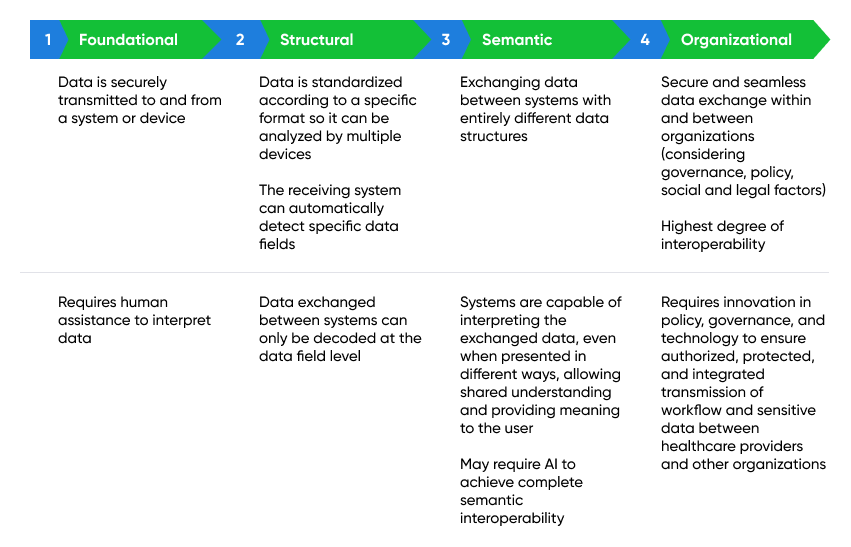 1 Foundational
2 Structural
3 Semantic
4 Organizational
Data is securely
transmitted to and from
a system or device
Data is standardized
according to a specific
format so it can be
analyzed by multiple
devices
The receiving system
can automatically
detect specific data
fields
Exchanging data
between systems with
entirely different data
structures
Secure and seamless
data exchange within
and between
organizations
(considering
governance, policy,
social and legal factors)
Highest degree of
interoperability
Requires human
assistance to interpret
data
Data exchanged
between systems can
only be decoded at the
data field level
Systems are capable of
interpreting the
exchanged data, even
when presented in
different ways, allowing
shared understanding
and providing meaning
to the user
May require AI to
achieve complete
semantic
interoperability
Requires innovation in
policy, governance, and
technology to ensure
authorized, protected,
and integrated
transmission of
workflow and sensitive
data between
healthcare providers
and other organizations